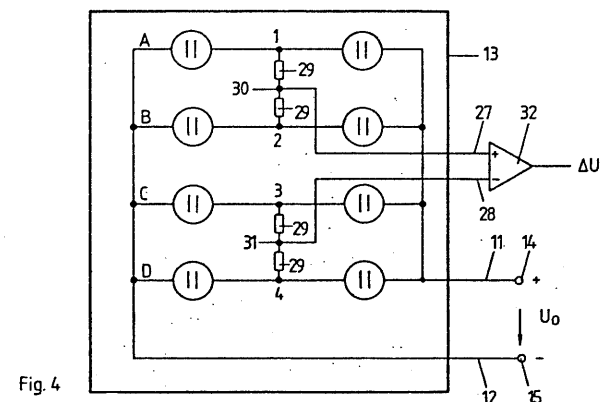 A 1 13
29
30
B 29 27 32
2 + ΔU
-
C 3 28
29
31
29 11 14
D 4 +
U₀
-
Fig. 4 12 15